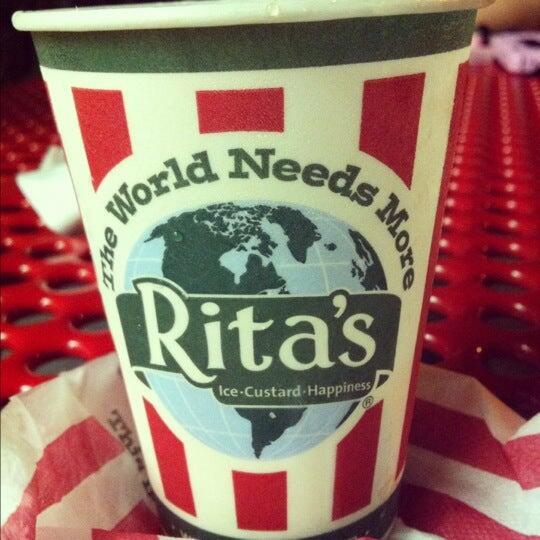 The World Needs More
Rita's
Ice·Custard·Happiness
®